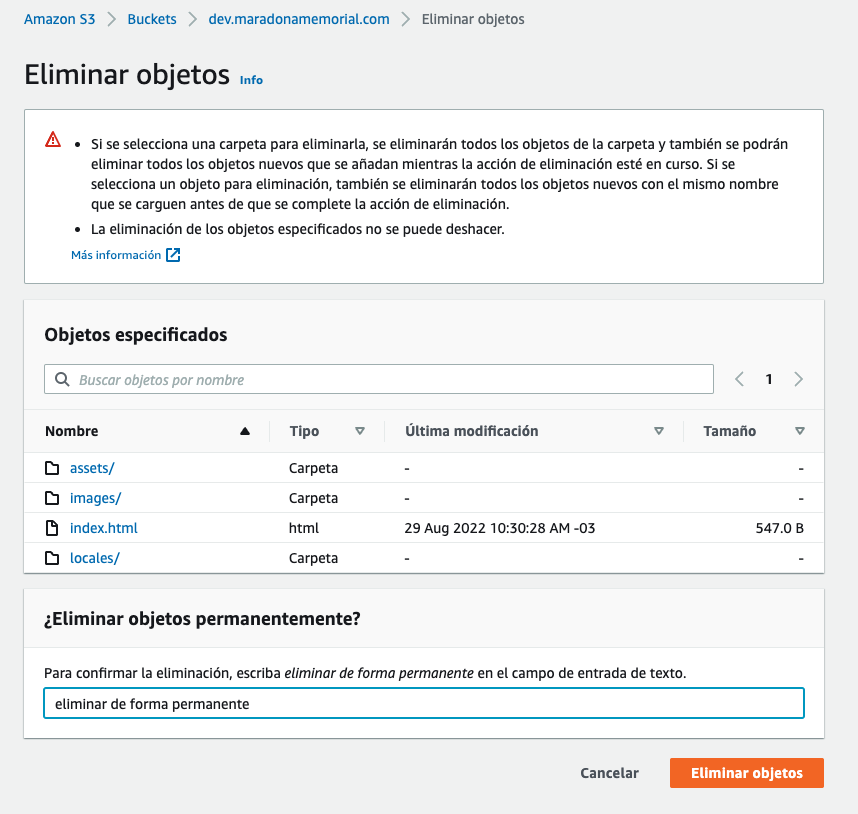 Amazon S3 > Buckets > dev.maradonamemorial.com > Eliminar objetos
Eliminar objetos Info
• Si se selecciona una carpeta para eliminarla, se eliminarán todos los objetos de la carpeta y también se podrán
eliminar todos los objetos nuevos que se añadan mientras la acción de eliminación esté en curso. Si se
selecciona un objeto para eliminación, también se eliminarán todos los objetos nuevos con el mismo nombre
que se carguen antes de que se complete la acción de eliminación.
• La eliminación de los objetos especificados no se puede deshacer.
Más información
Objetos especificados
Buscar objetos por nombre < 1 >
Nombre Tipo Última modificación Tamaño
assets/ Carpeta - -
images/ Carpeta - -
index.html html 29 Aug 2022 10:30:28 AM -03 547.0 B
locales/ Carpeta - -
¿Eliminar objetos permanentemente?
Para confirmar la eliminación, escriba eliminar de forma permanente en el campo de entrada de texto.
eliminar de forma permanente
Cancelar Eliminar objetos